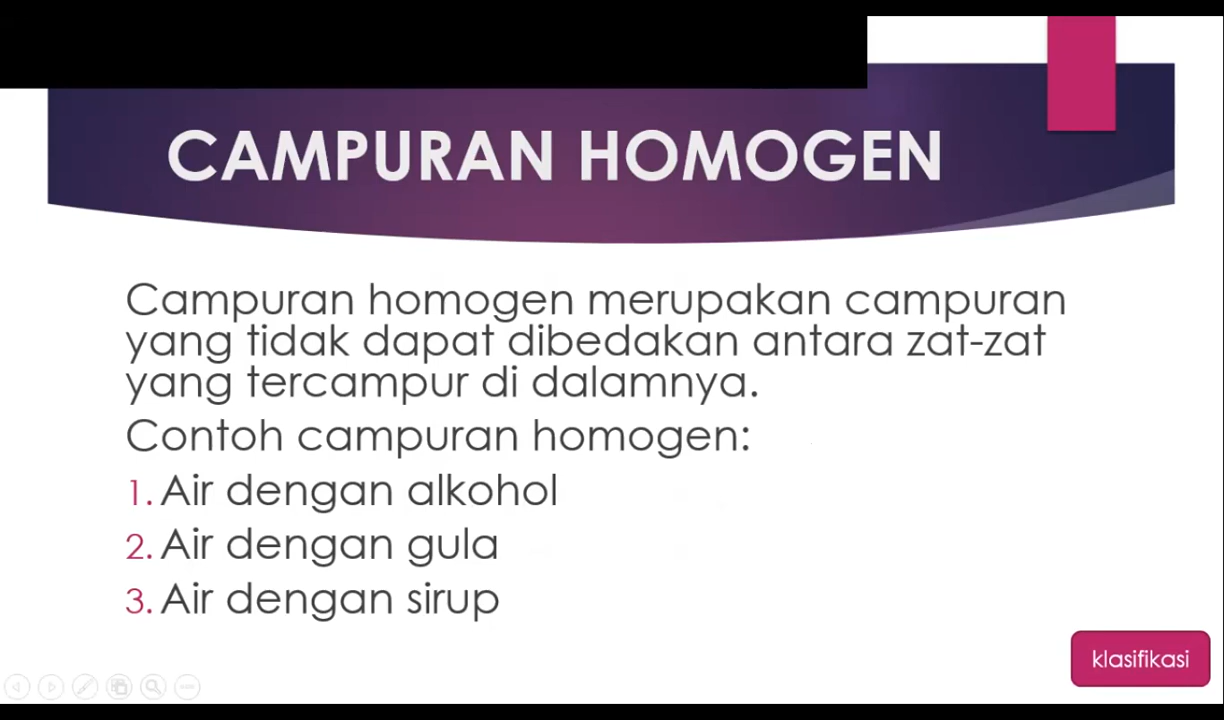 CAMPURAN HOMOGEN
Campuran homogen merupakan campuran
yang tidak dapat dibedakan antara zat-zat
yang tercampur di dalamnya.
Contoh campuran homogen:
1. Air dengan alkohol
2. Air dengan gula
3. Air dengan sirup
klasifikasi